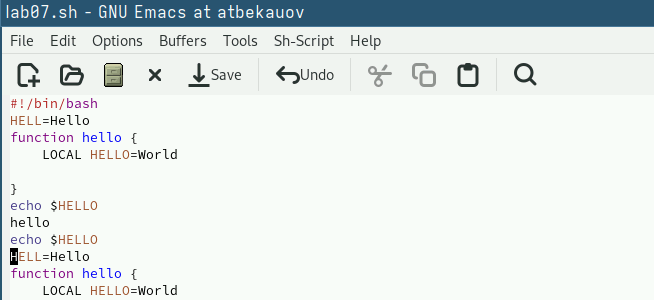 lab07.sh - GNU Emacs at atbekauov
File Edit Options Buffers Tools Sh-Script Help
Save Undo
#!/bin/bash
HELL=Hello
function hello {
    LOCAL HELLO=World
}
echo $HELLO
hello
echo $HELLO
HELL=Hello
function hello {
    LOCAL HELLO=World